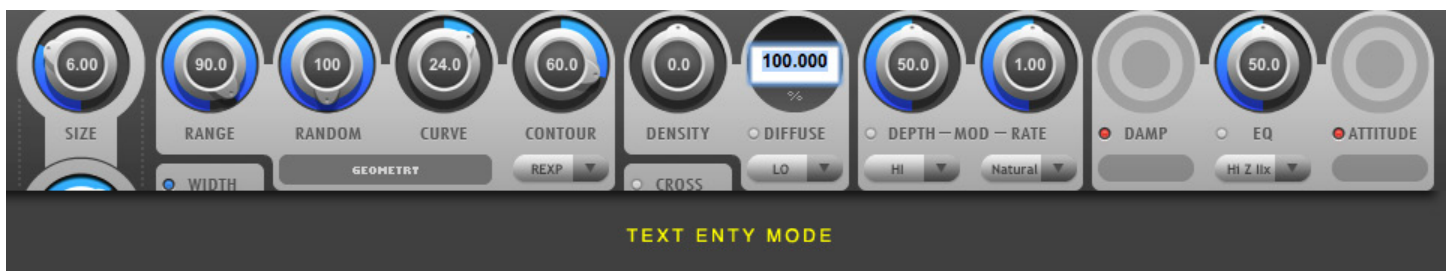 6.00 90.0 100 24.0 60.0 0.0 100.000 50.0 1.00 50.0
%
SIZE RANGE RANDOM CURVE CONTOUR DENSITY DIFFUSE DEPTH — MOD — RATE DAMP EQ ATTITUDE
GEOMETRY REXP LO HI Natural Hi Z IIx
WIDTH CROSS
TEXT ENTY MODE